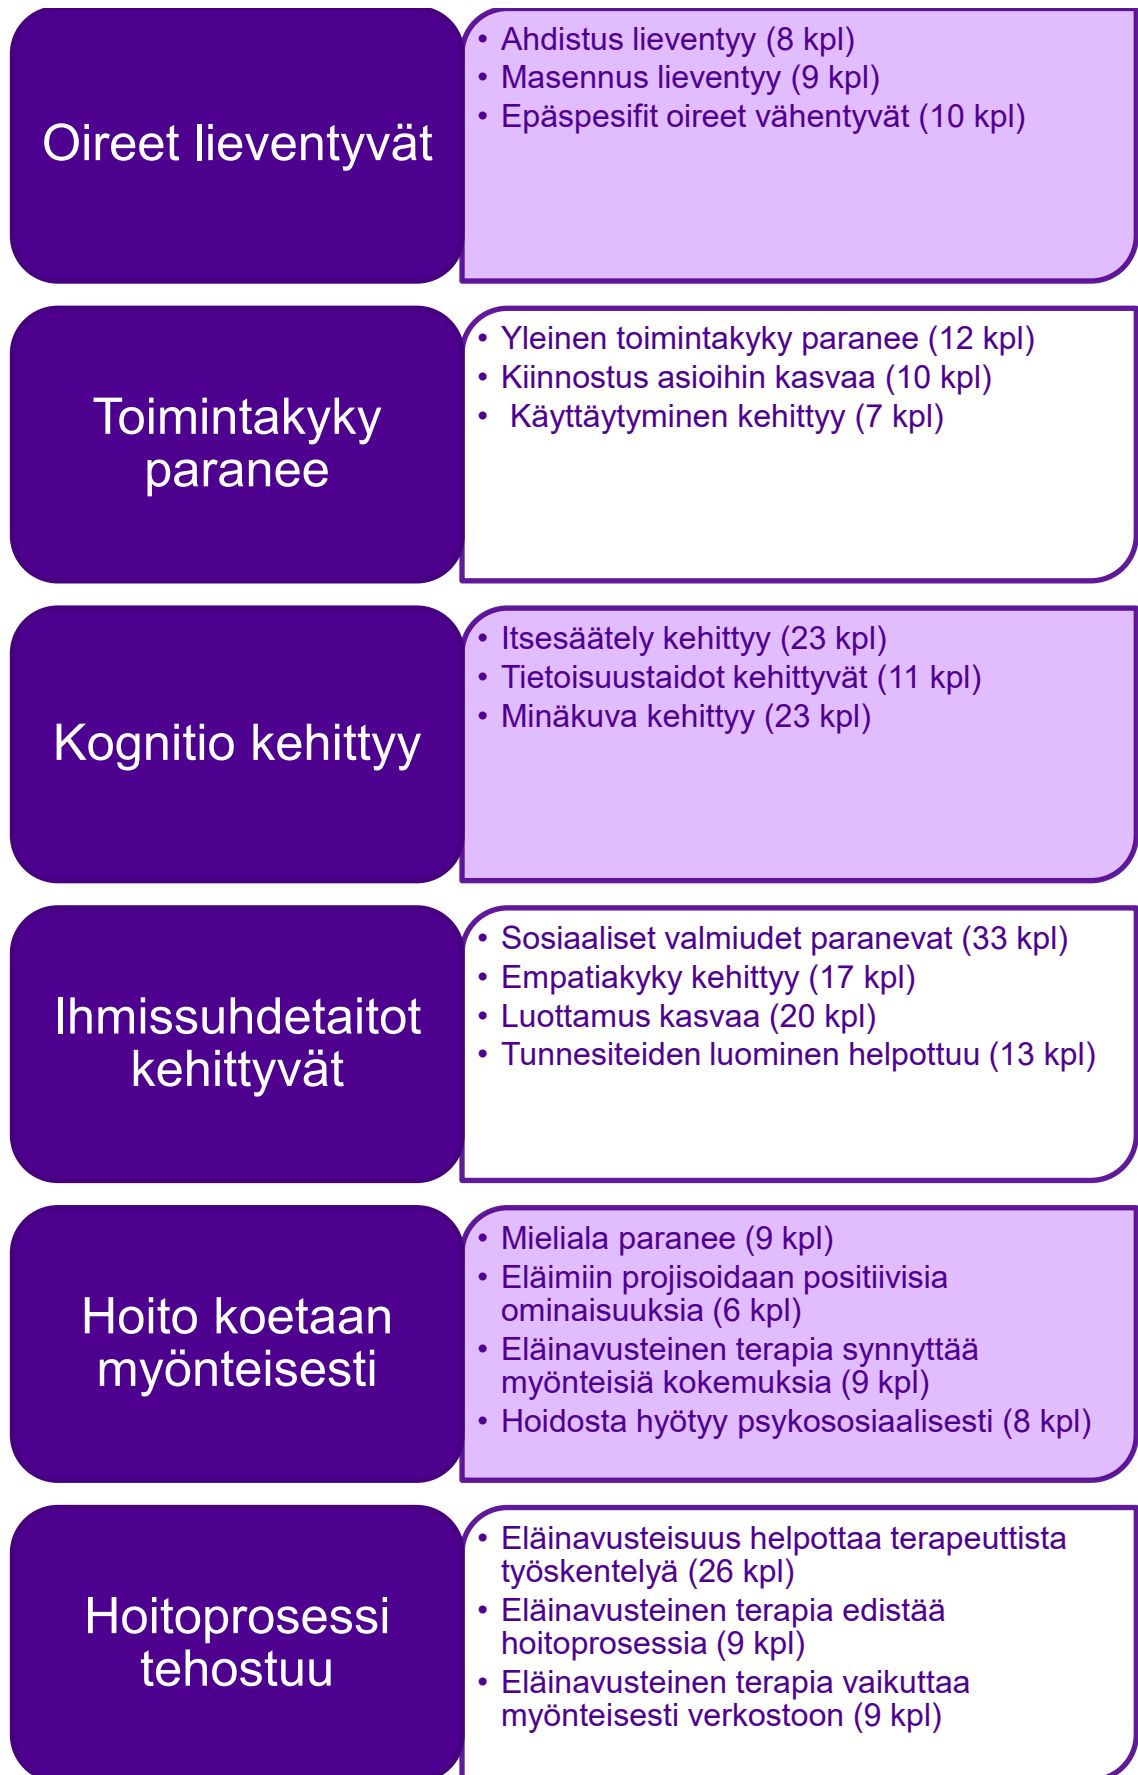 Oireet lieventyvät
• Ahdistus lieventyy (8 kpl)
• Masennus lieventyy (9 kpl)
• Epäspesifit oireet vähentyvät (10 kpl)
Toimintakyky
paranee
• Yleinen toimintakyky paranee (12 kpl)
• Kiinnostus asioihin kasvaa (10 kpl)
• Käyttäytyminen kehittyy (7 kpl)
Kognitio kehittyy
• Itsesäätely kehittyy (23 kpl)
• Tietoisuustaidot kehittyvät (11 kpl)
• Minäkuva kehittyy (23 kpl)
Ihmissuhdetaitot
kehittyvät
• Sosiaaliset valmiudet paranevat (33 kpl)
• Empatiakyky kehittyy (17 kpl)
• Luottamus kasvaa (20 kpl)
• Tunnesiteiden luominen helpottuu (13 kpl)
Hoito koetaan
myönteisesti
• Mieliala paranee (9 kpl)
• Eläimiin projisoidaan positiivisia
ominaisuuksia (6 kpl)
• Eläinavusteinen terapia synnyttää
myönteisiä kokemuksia (9 kpl)
• Hoidosta hyötyy psykososiaalisesti (8 kpl)
Hoitoprosessi
tehostuu
• Eläinavusteisuus helpottaa terapeuttista
työskentelyä (26 kpl)
• Eläinavusteinen terapia edistää
hoitoprosessia (9 kpl)
• Eläinavusteinen terapia vaikuttaa
myönteisesti verkostoon (9 kpl)